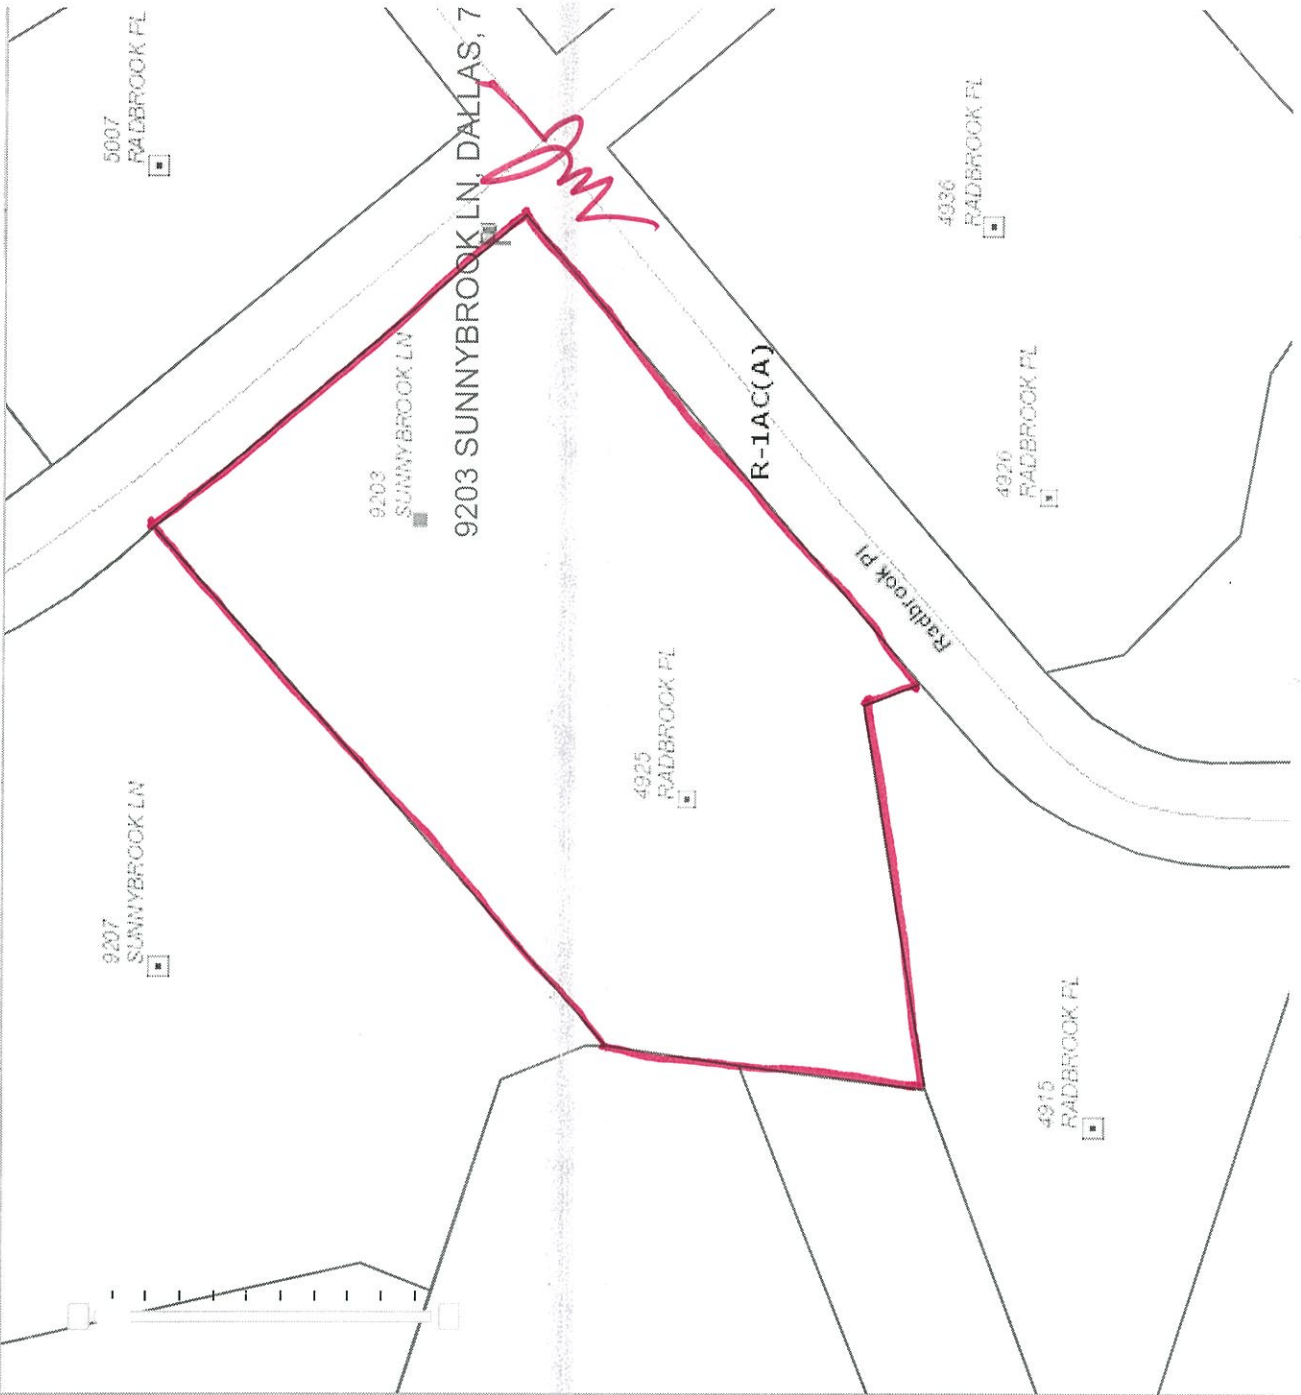 5007
RADBROOK PL
9203 SUNNYBROOK LN, DALLAS, 7
4936
RADBROOK PL
9203
SUNNYBROOK LN
R-1AC(A)
4926
RADBROOK PL
Radbrook Pl
4925
RADBROOK PL
9207
SUNNYBROOK LN
4915
RADBROOK PL